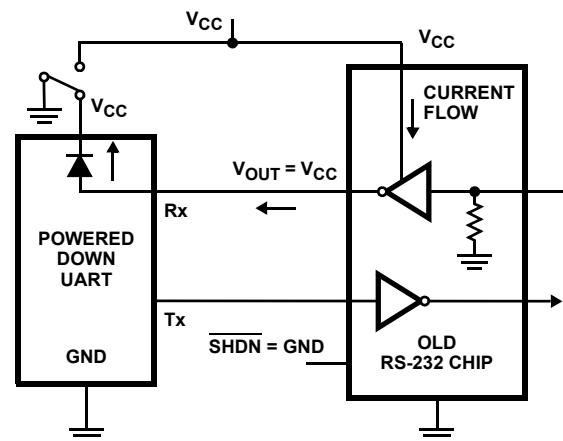 VCC
VCC
VCC
CURRENT
FLOW
VOUT = VCC
Rx
POWERED
DOWN
UART
Tx
GND
SHDN = GND
OLD
RS-232 CHIP